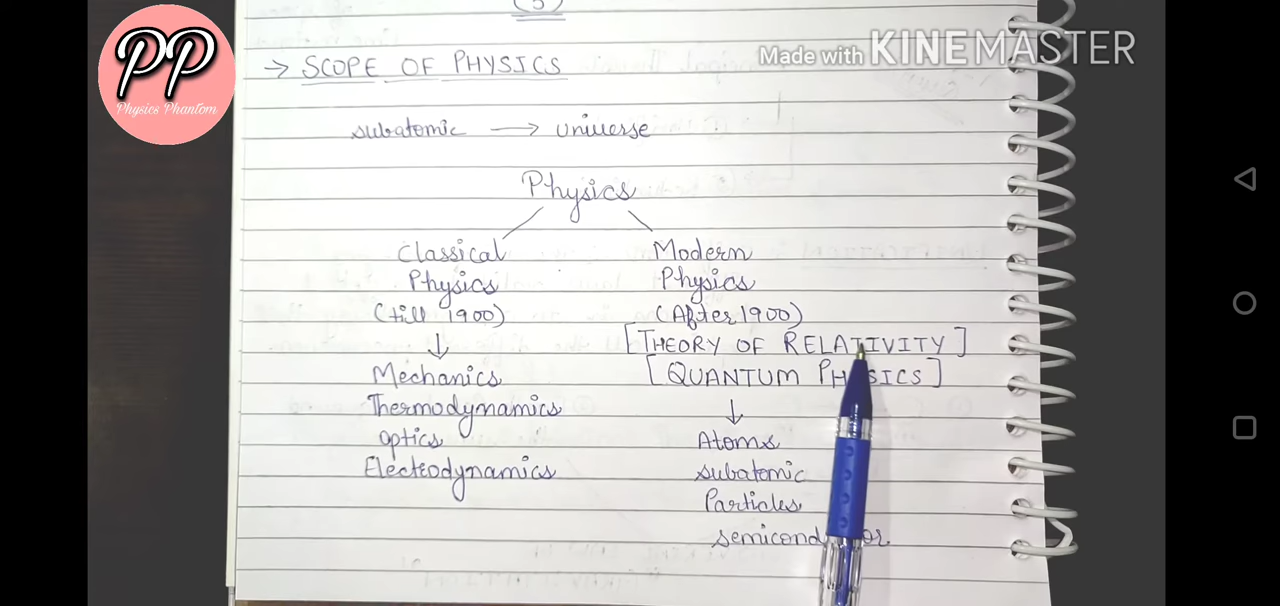 (5)
PP
Physics Phantom
Made with KINEMASTER
→ SCOPE OF PHYSICS
subatomic → universe
Physics
Classical Physics (till 1900)
↓
Mechanics
Thermodynamics
optics
Electrodynamics
Modern Physics (After 1900)
[THEORY OF RELATIVITY]
[QUANTUM PHYSICS]
↓
Atoms
subatomic
Particles